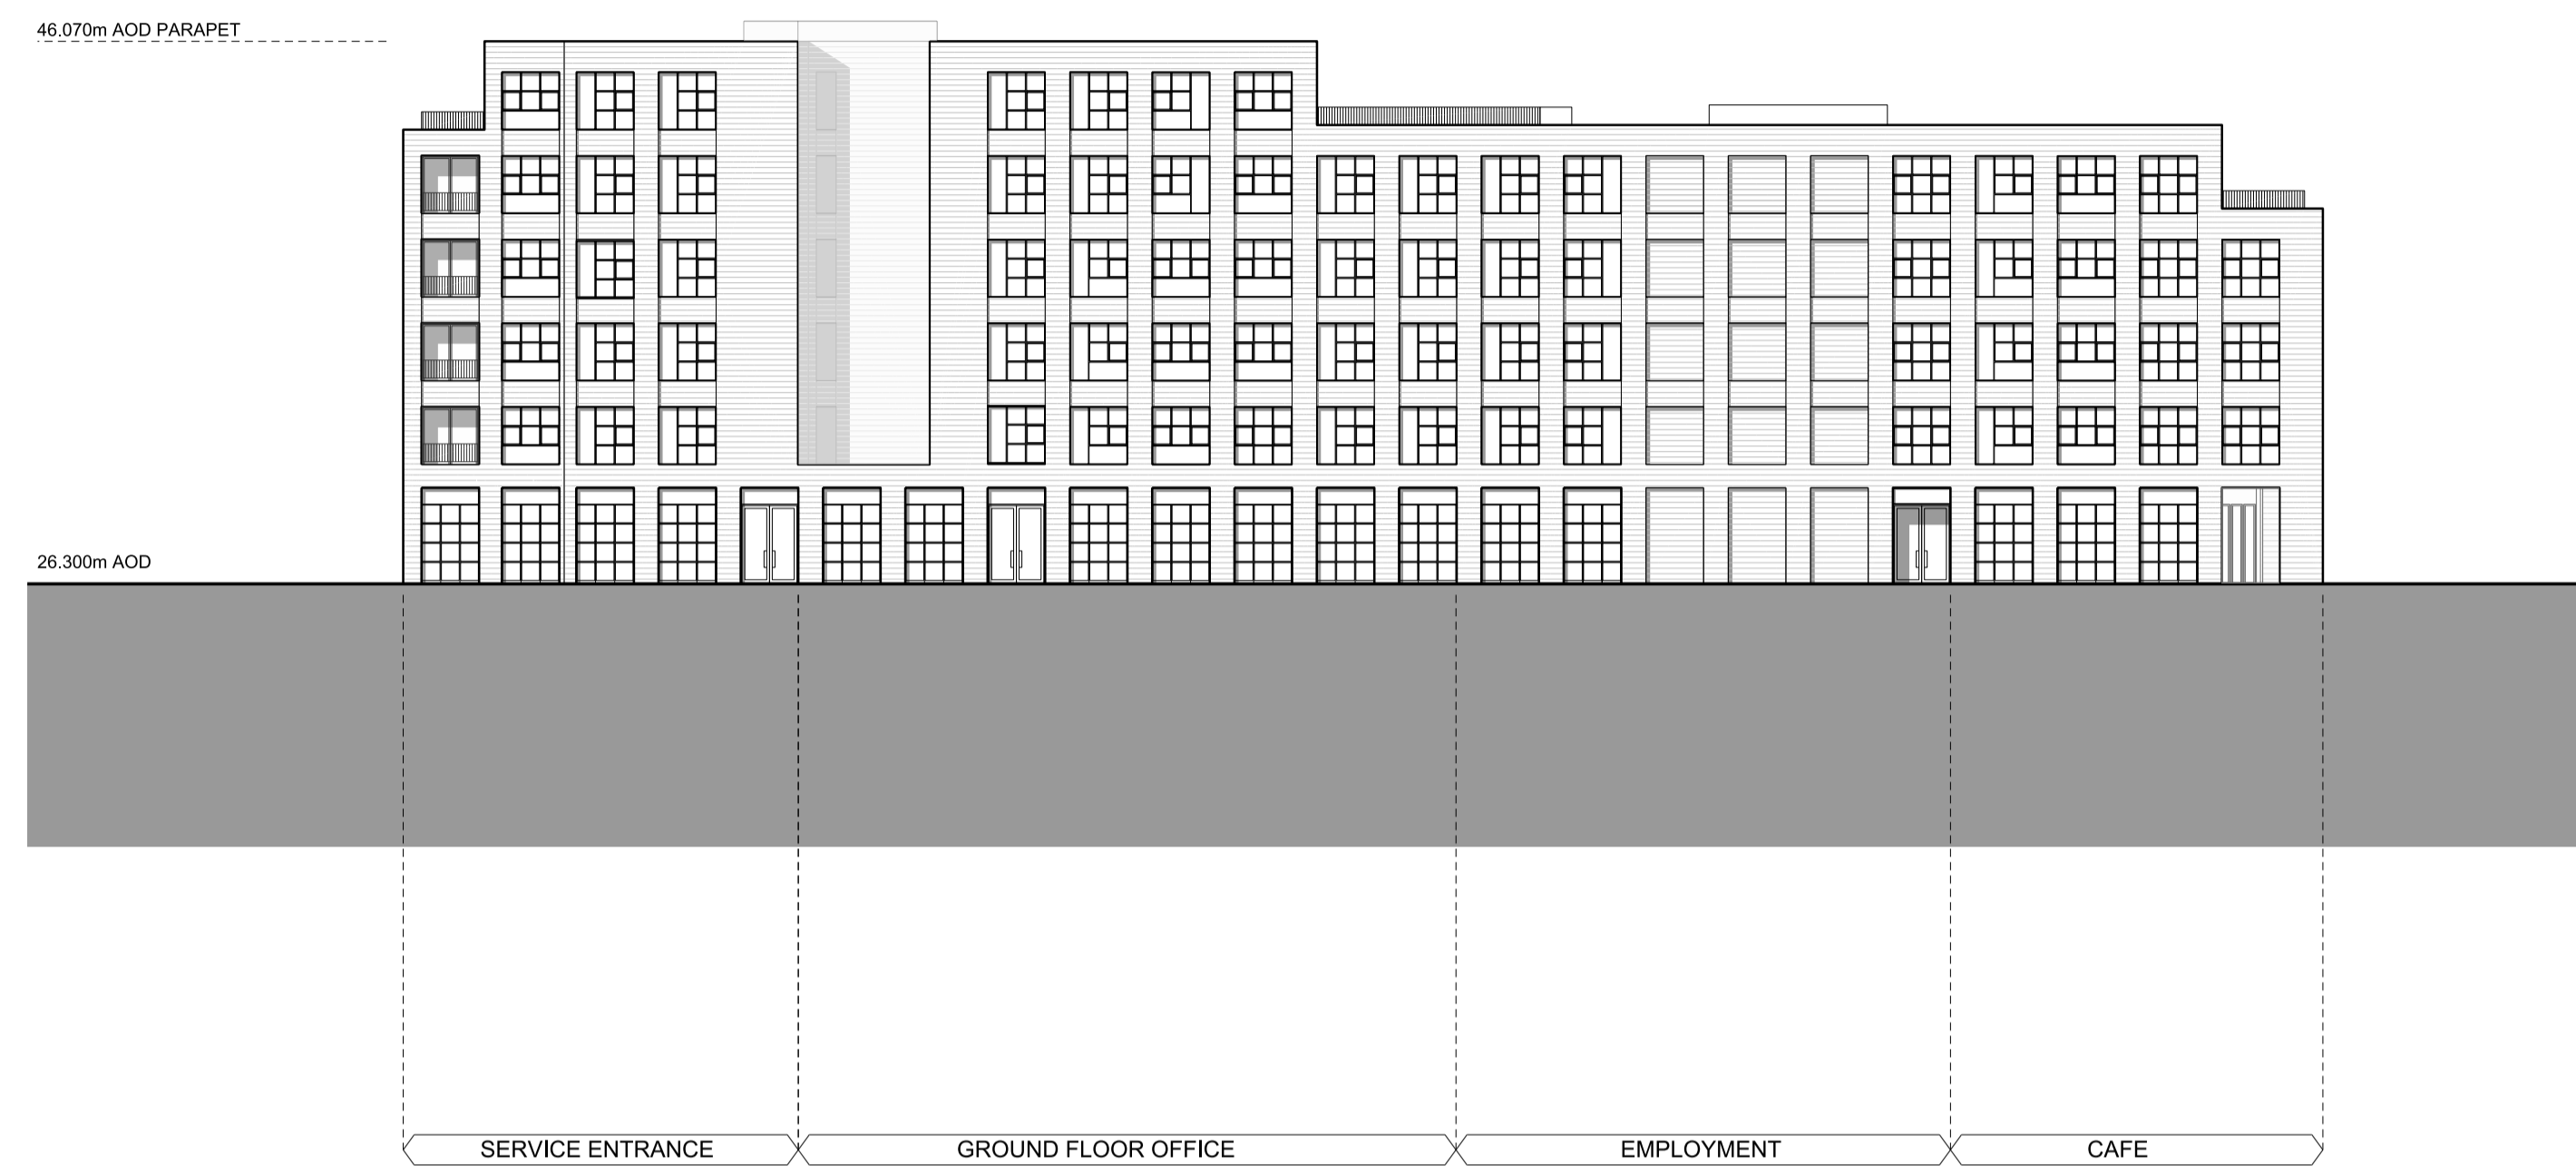 46.070m AOD PARAPET
26.300m AOD
SERVICE ENTRANCE
GROUND FLOOR OFFICE
EMPLOYMENT
CAFE